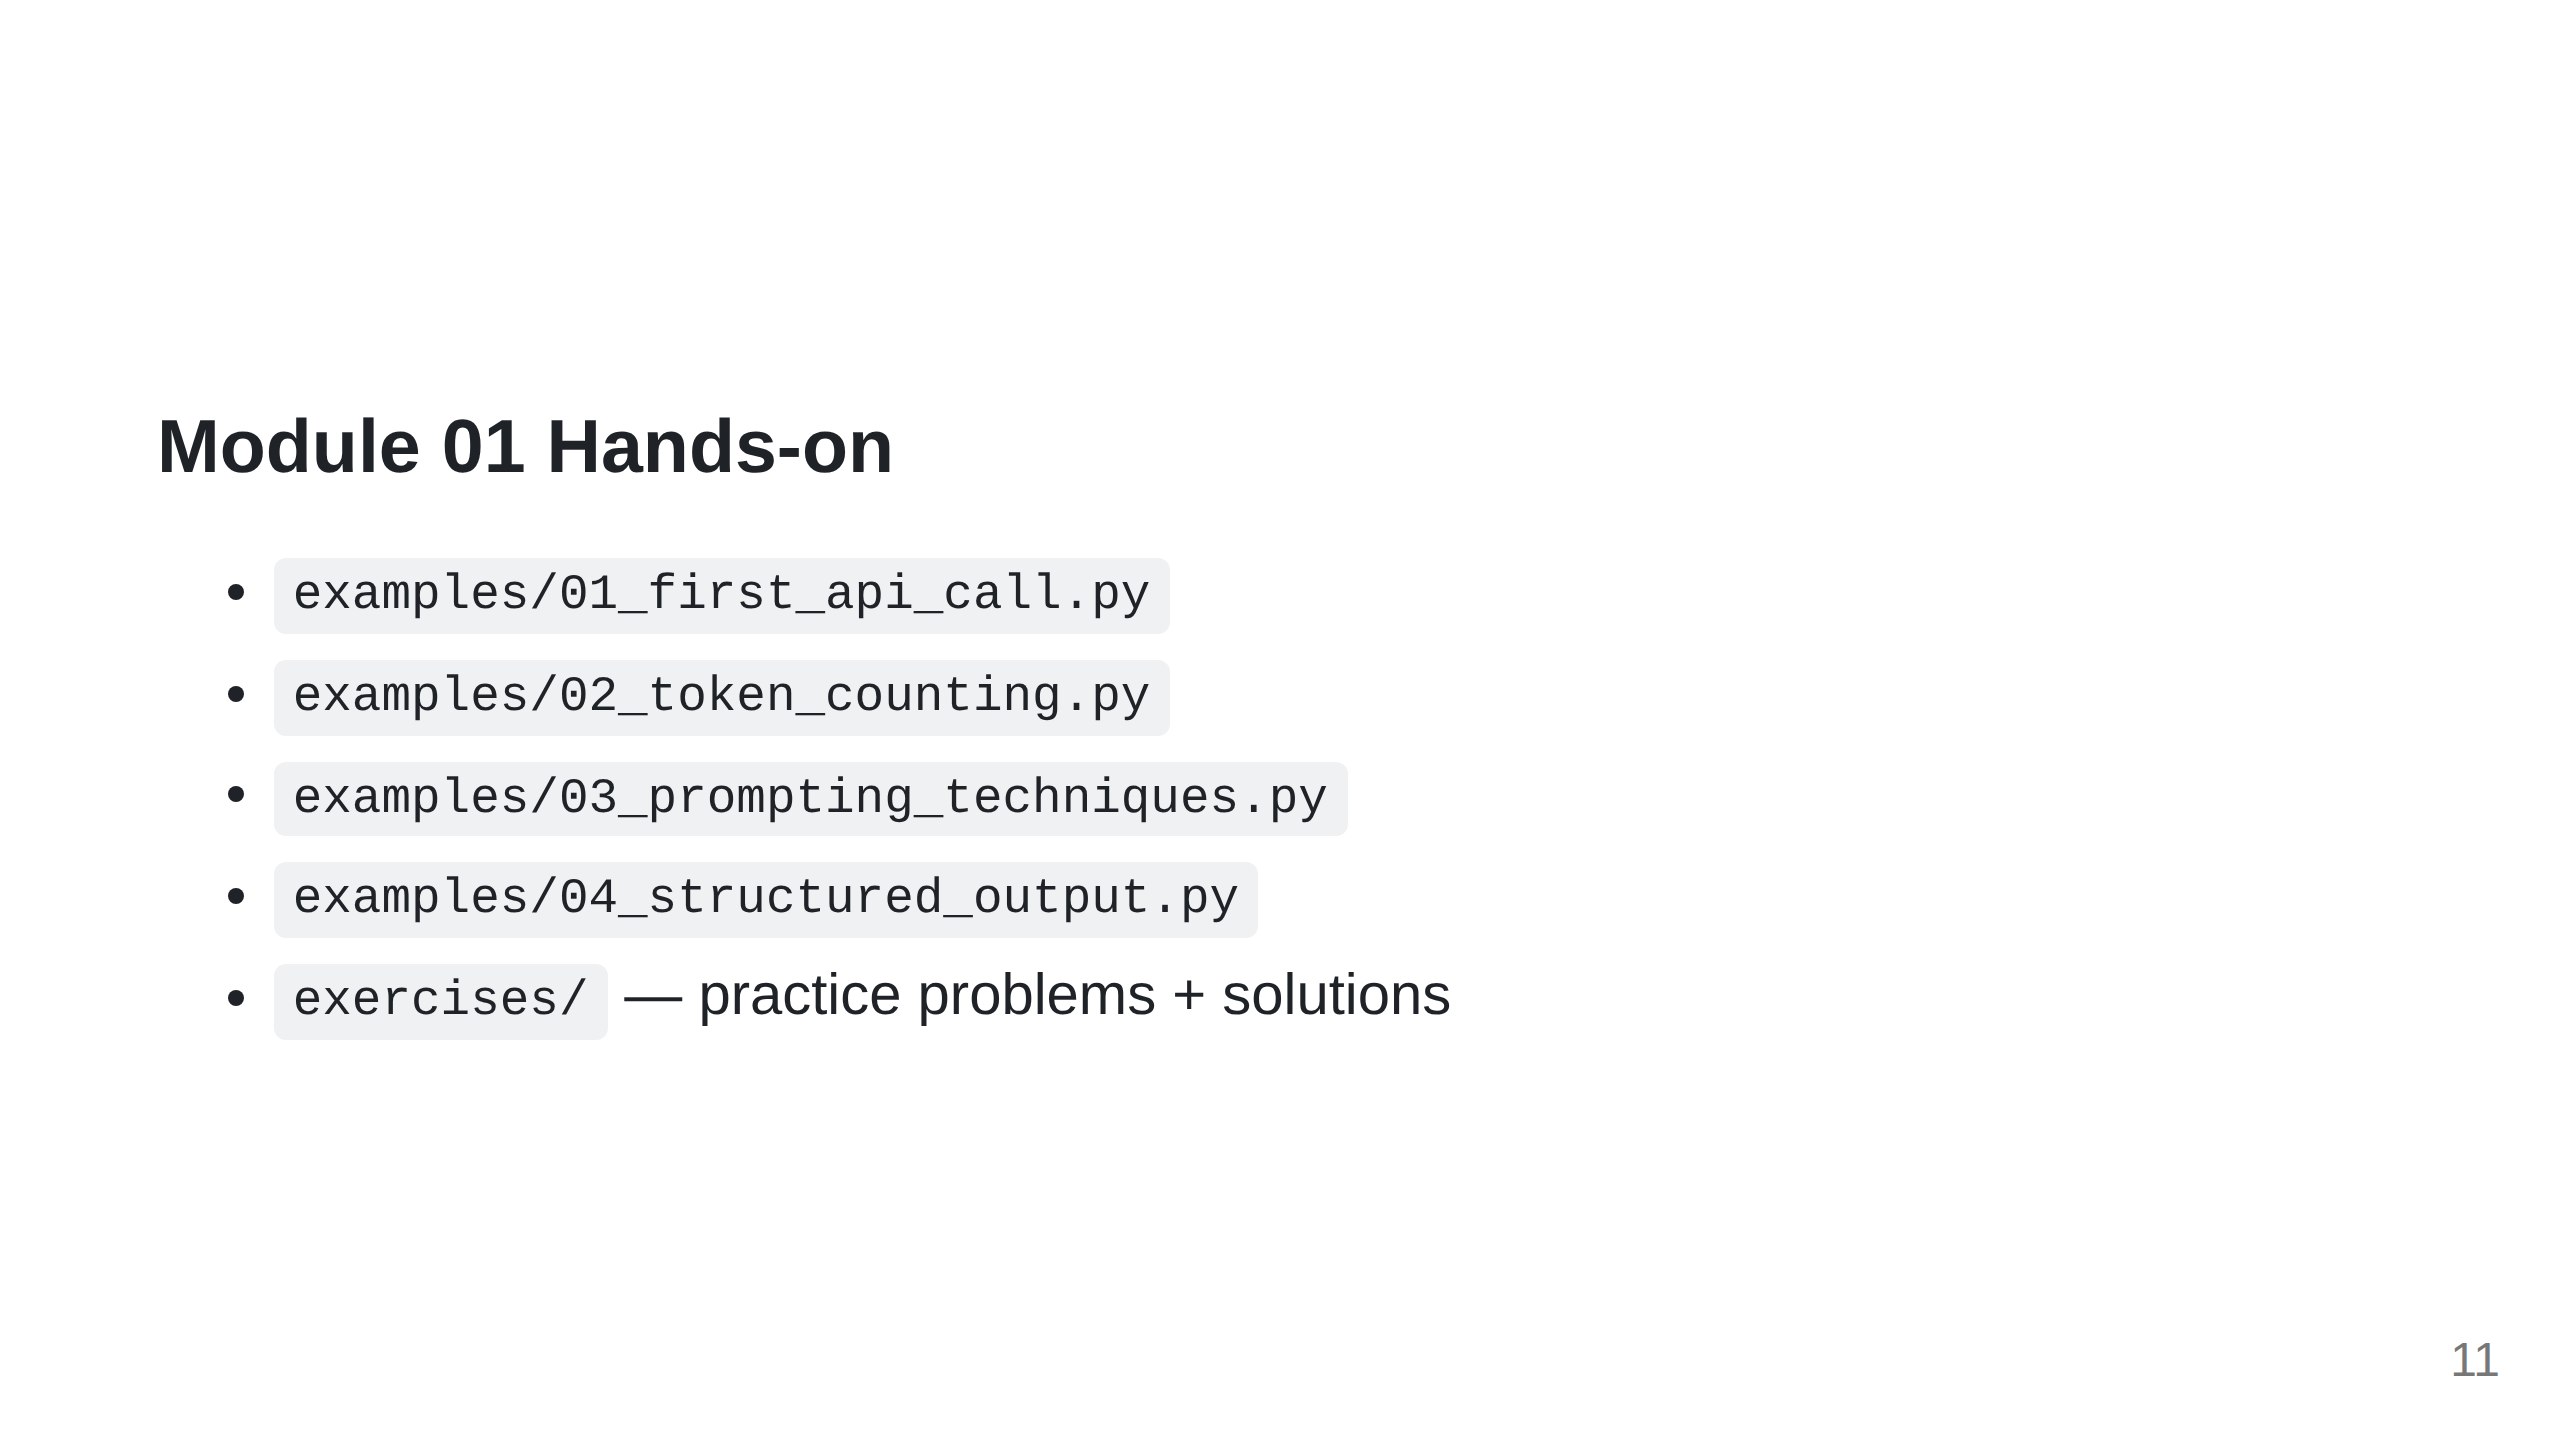 Module 01 Hands-on
• examples/01_first_api_call.py
• examples/02_token_counting.py
• examples/03_prompting_techniques.py
• examples/04_structured_output.py
• exercises/ — practice problems + solutions
11